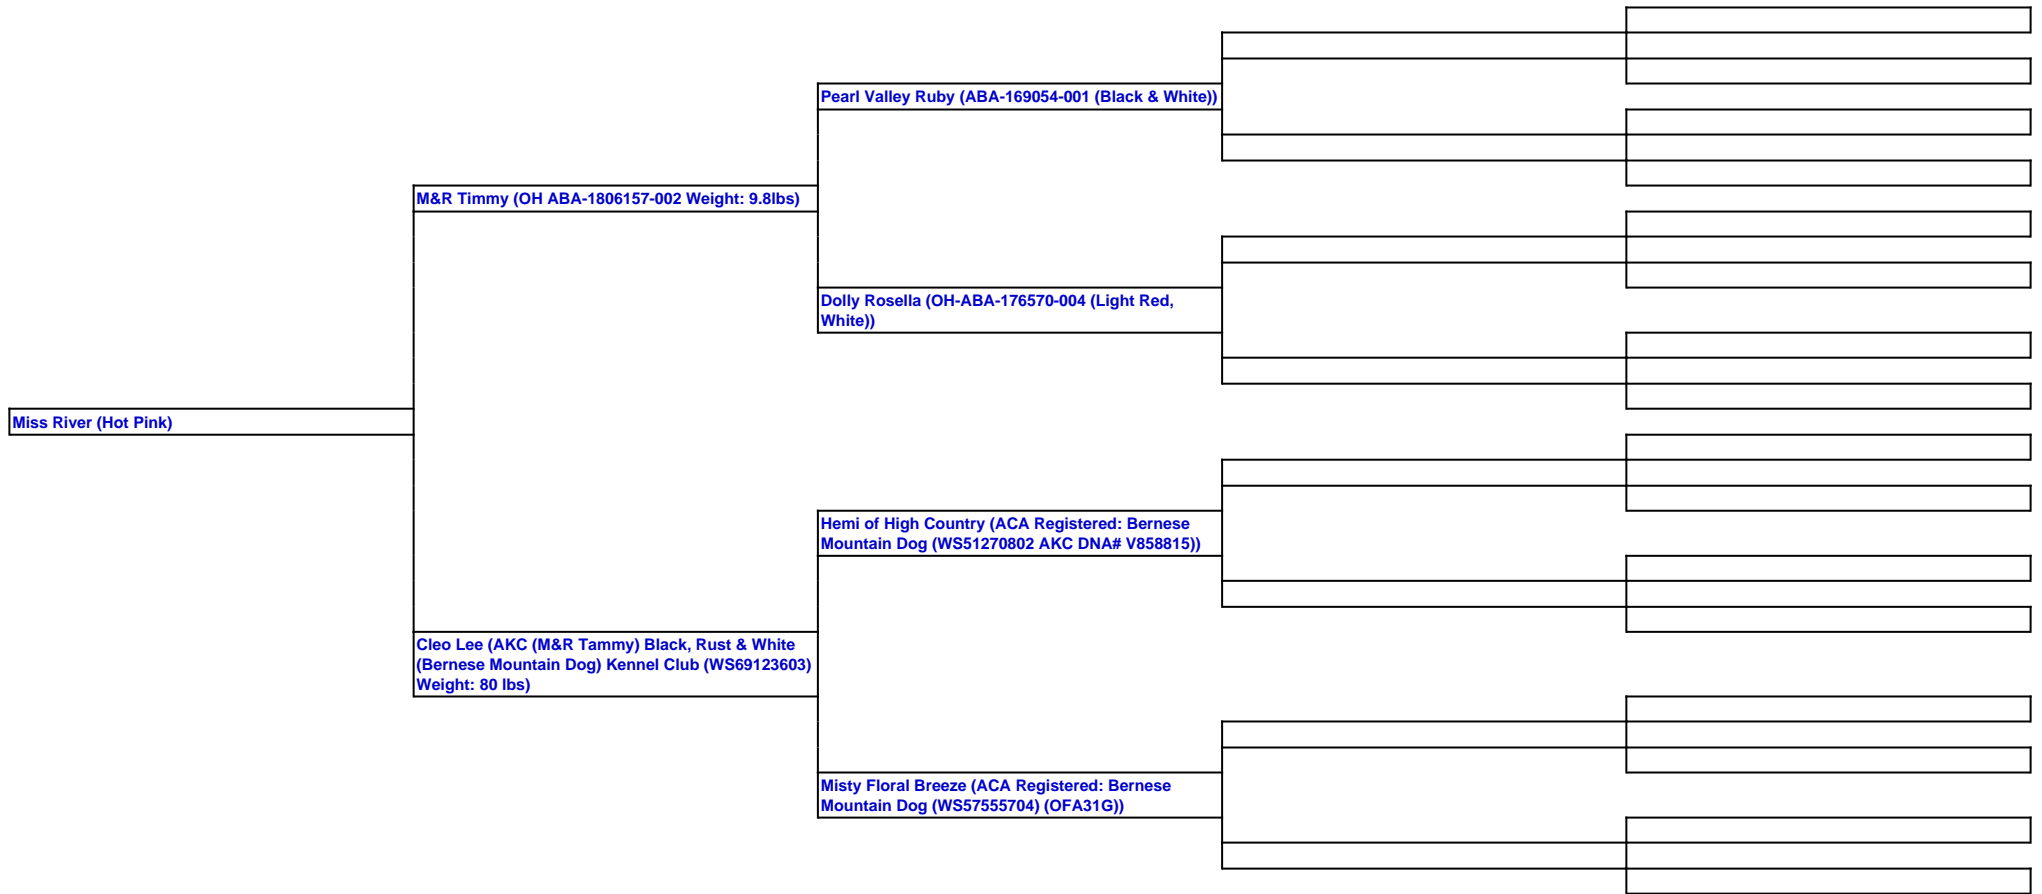 Pearl Valley Ruby (ABA-169054-001 (Black & White))
M&R Timmy (OH ABA-1806157-002 Weight: 9.8lbs)
Dolly Rosella (OH-ABA-176570-004 (Light Red,
White))
Miss River (Hot Pink)
Hemi of High Country (ACA Registered: Bernese
Mountain Dog (WS51270802 AKC DNA# V858815))
Cleo Lee (AKC (M&R Tammy) Black, Rust & White
(Bernese Mountain Dog) Kennel Club (WS69123603)
Weight: 80 lbs)
Misty Floral Breeze (ACA Registered: Bernese
Mountain Dog (WS57555704) (OFA31G))